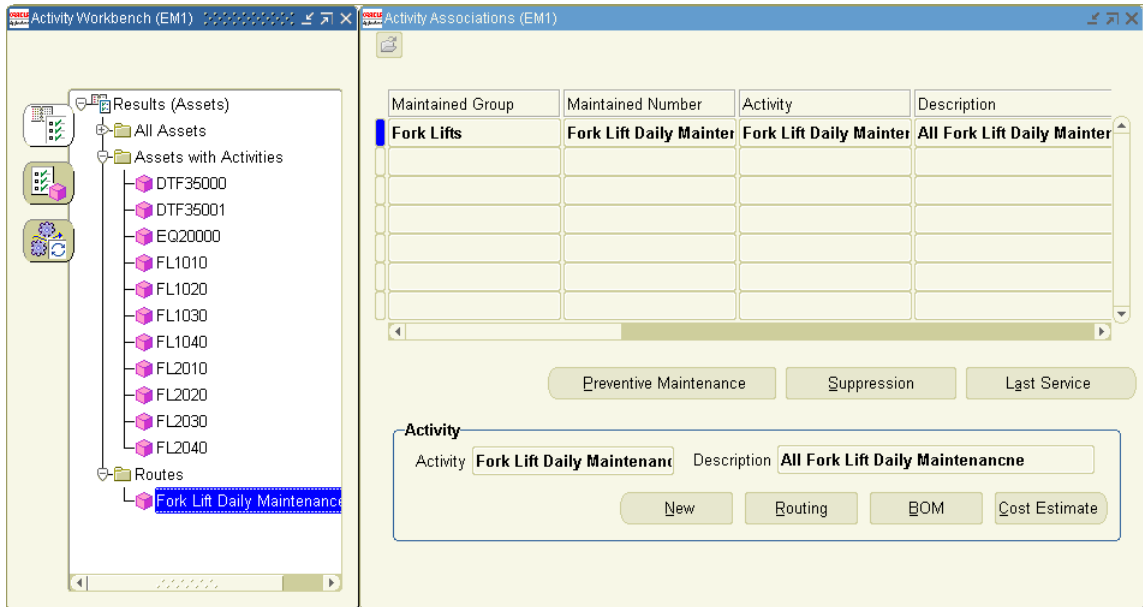 Activity Workbench (EM1)
Results (Assets)
All Assets
Assets with Activities
DTF35000
DTF35001
EQ20000
FL1010
FL1020
FL1030
FL1040
FL2010
FL2020
FL2030
FL2040
Routes
Fork Lift Daily Maintenance
Activity Associations (EM1)
Maintained Group Maintained Number Activity Description
Fork Lifts Fork Lift Daily Mainter Fork Lift Daily Mainter All Fork Lift Daily Mainter
Preventive Maintenance Suppression Last Service
Activity
Activity Fork Lift Daily Maintenanc Description All Fork Lift Daily Maintenancne
New Routing BOM Cost Estimate